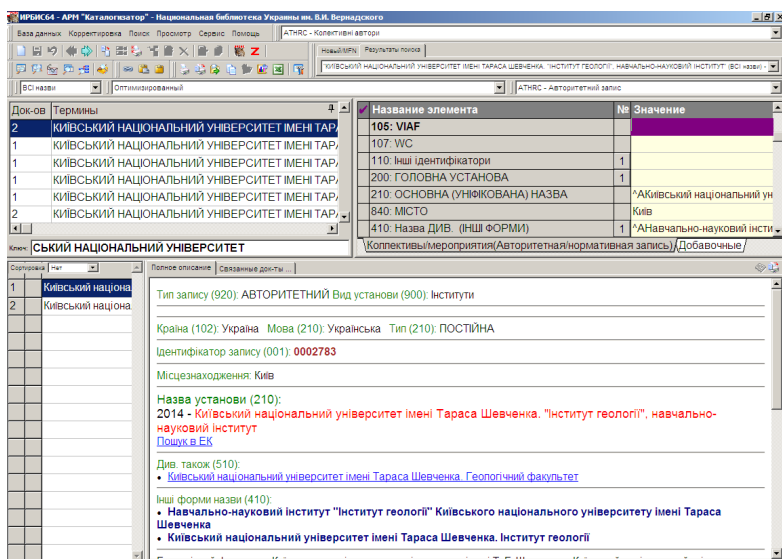 ИРБИС64 - АРМ "Каталогизатор" - Национальная библиотека Украины им. В.И. Вернадского
База данных Корректировка Поиск Просмотр Сервис Помощь
ATHRC - Колективні автори
Новый MFN Результаты поиска
"КИЇВСЬКИЙ НАЦІОНАЛЬНИЙ УНІВЕРСИТЕТ ІМЕНІ ТАРАСА ШЕВЧЕНКА. "ІНСТИТУТ ГЕОЛОГІЇ", НАВЧАЛЬНО-НАУКОВИЙ ІНСТИТУТ" (ВСІ назви) -
ВСІ назви
Оптимизированный
ATHRC - Авторитетний запис
Док-ов Термины
2 КИЇВСЬКИЙ НАЦІОНАЛЬНИЙ УНІВЕРСИТЕТ ІМЕНІ ТАРА
1 КИЇВСЬКИЙ НАЦІОНАЛЬНИЙ УНІВЕРСИТЕТ ІМЕНІ ТАРА
1 КИЇВСЬКИЙ НАЦІОНАЛЬНИЙ УНІВЕРСИТЕТ ІМЕНІ ТАРА
1 КИЇВСЬКИЙ НАЦІОНАЛЬНИЙ УНІВЕРСИТЕТ ІМЕНІ ТАРА
1 КИЇВСЬКИЙ НАЦІОНАЛЬНИЙ УНІВЕРСИТЕТ ІМЕНІ ТАРА
2 КИЇВСЬКИЙ НАЦІОНАЛЬНИЙ УНІВЕРСИТЕТ ІМЕНІ ТАРА
Ключ: СЬКИЙ НАЦІОНАЛЬНИЙ УНІВЕРСИТЕТ
Название элемента № Значение
105: VIAF
107: WC
110: Інші ідентифікатори 1
200: ГОЛОВНА УСТАНОВА 1
210: ОСНОВНА (УНІФІКОВАНА) НАЗВА ^AКиївський національний ун
840: МІСТО Київ
410: Назва ДИВ. (ІНШІ ФОРМИ) 1 ^AНавчально-науковий інсти
Коллективы/мероприятия(Авторитетная/нормативная запись) Добавочные
Сортировка Нет
1 Київський націона
2 Київський націона
Полное описание Связанные док-ты ...
Тип запису (920): АВТОРИТЕТНИЙ Вид установи (900): Інститути
Країна (102): Україна Мова (210): Українська Тип (210): ПОСТІЙНА
Ідентифікатор запису (001): 0002783
Місцезнаходження: Київ
Назва установи (210):
2014 - Київський національний університет імені Тараса Шевченка. "Інститут геології", навчально-
науковий інститут
Пошук в ЕК
Див. також (510):
• Київський національний університет імені Тараса Шевченка. Геологічний факультет
Інші форми назви (410):
• Навчально-науковий інститут "Інститут геології" Київського національного університету імені Тараса
Шевченка
• Київський національний університет імені Тараса Шевченка. Інститут геології